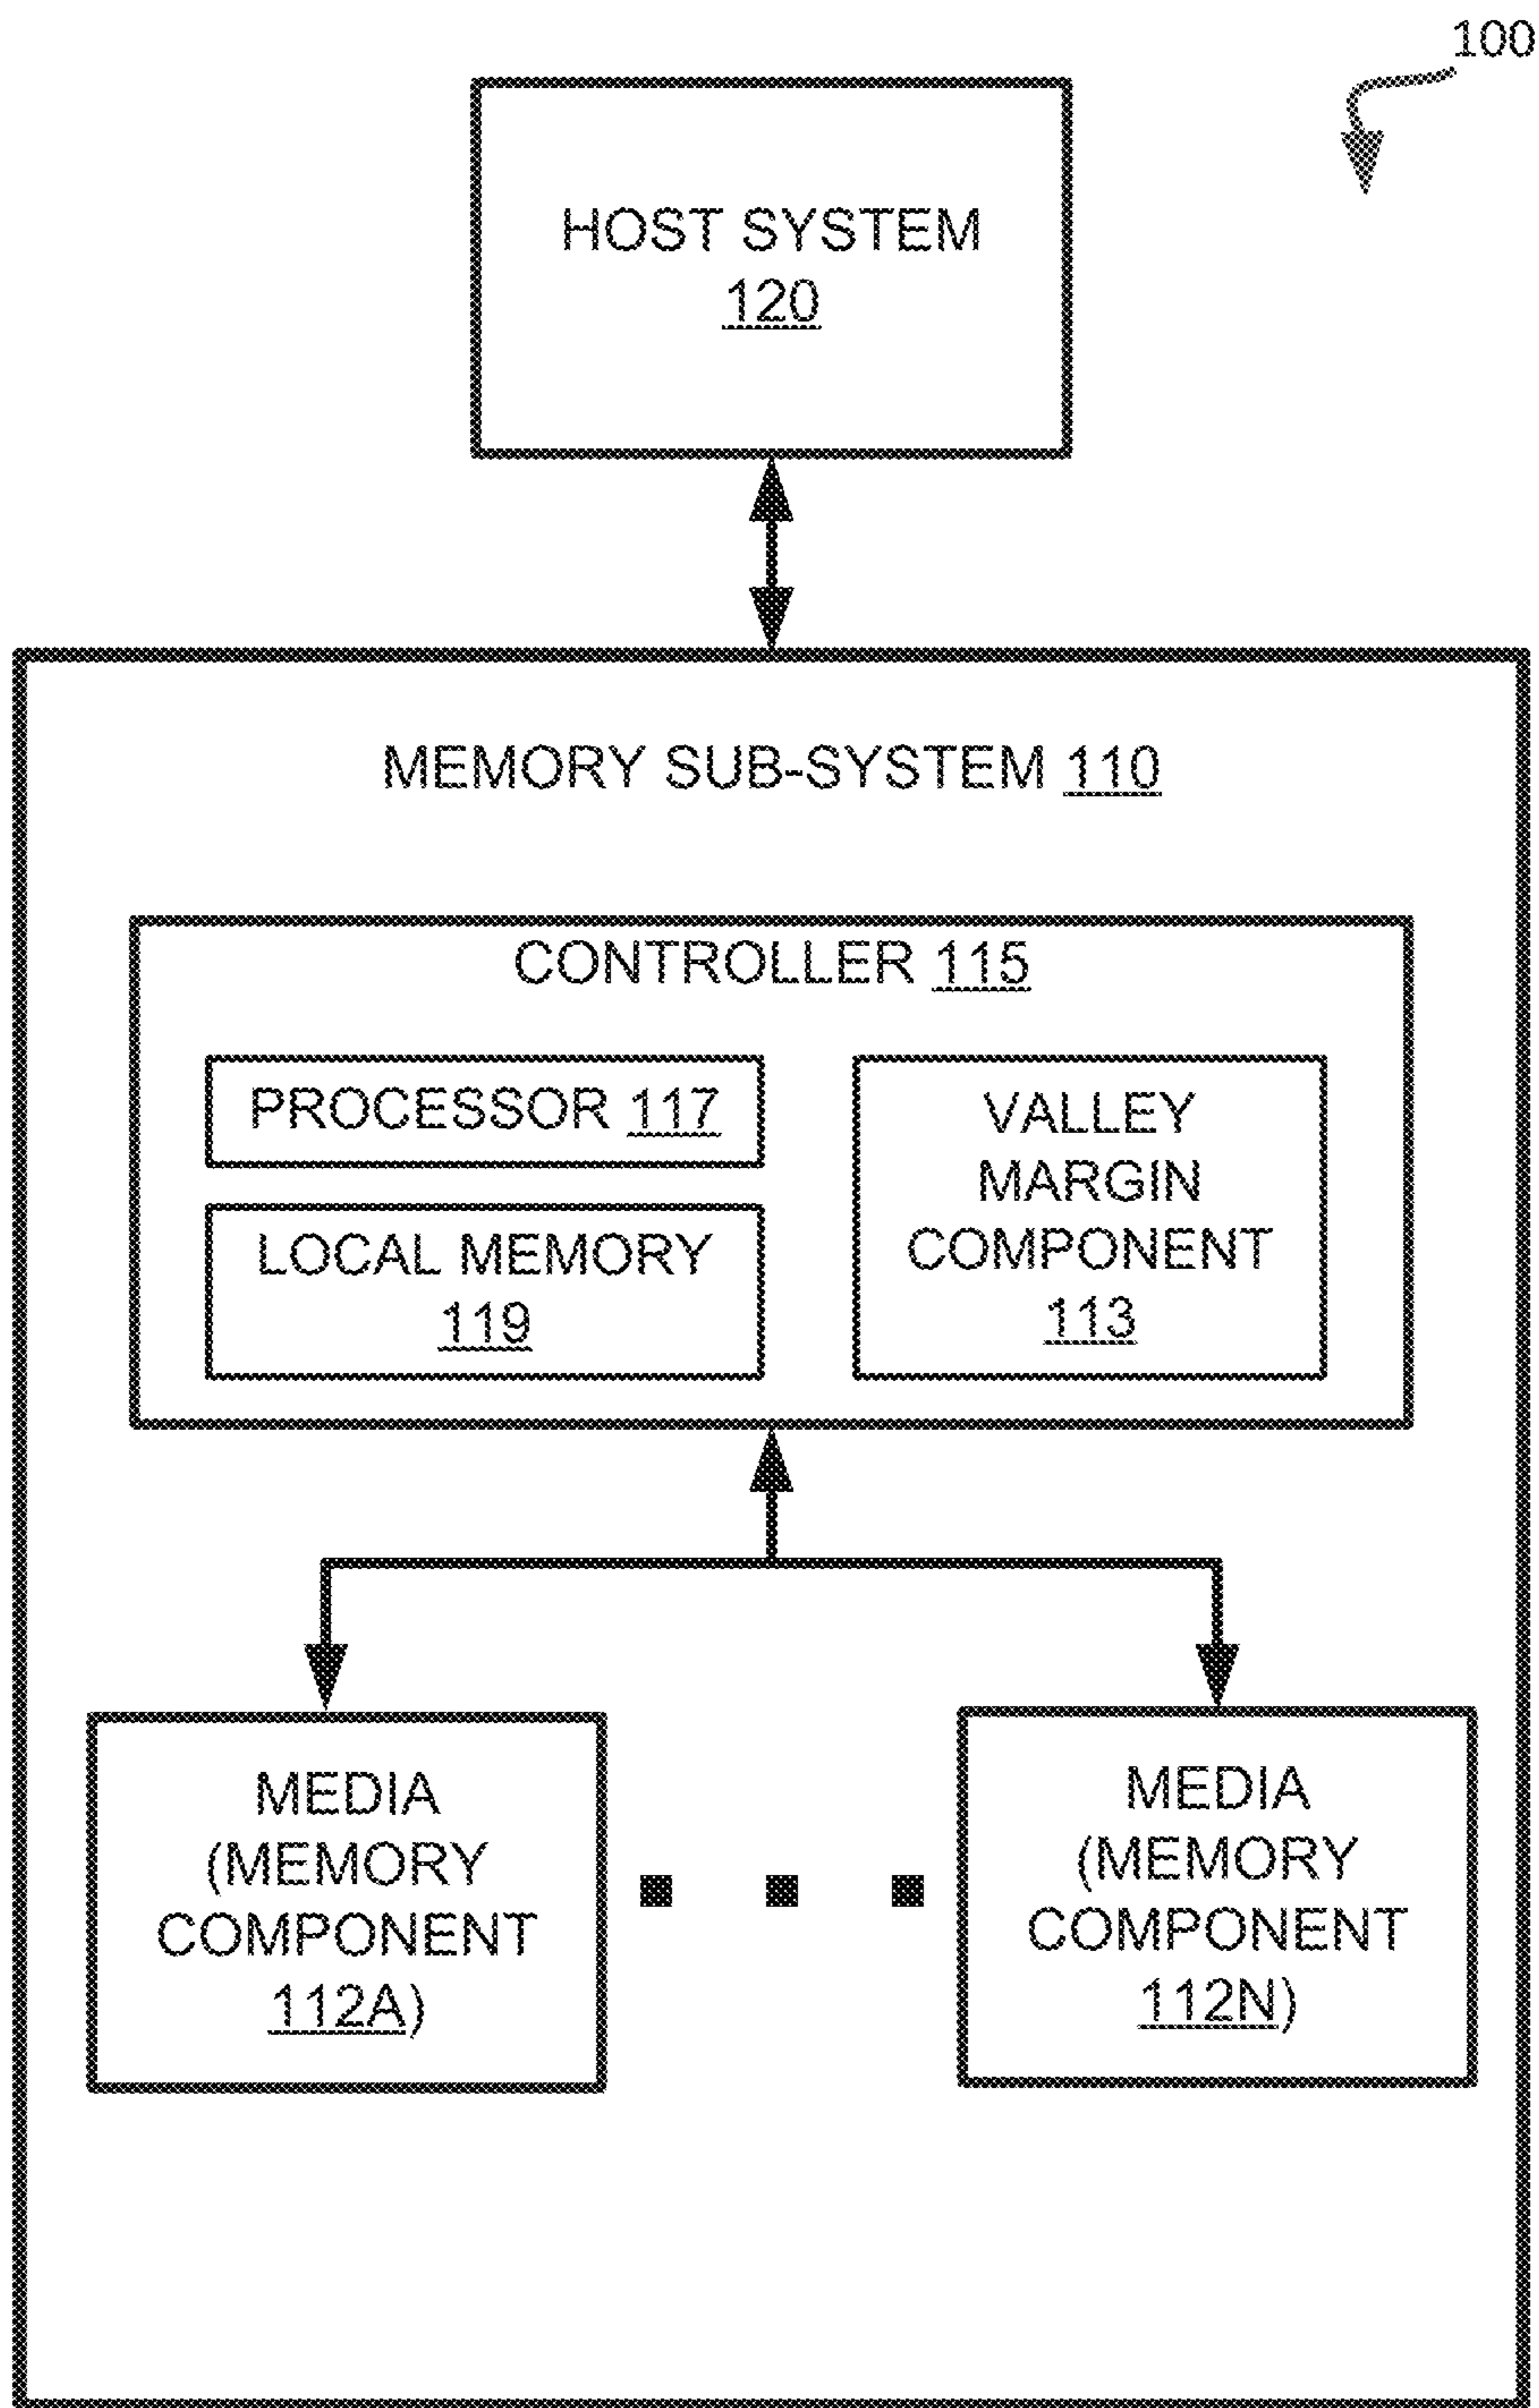 100
HOST SYSTEM
120
MEMORY SUB-SYSTEM 110
CONTROLLER 115
PROCESSOR 117
LOCAL MEMORY
119
VALLEY
MARGIN
COMPONENT
113
MEDIA
(MEMORY
COMPONENT
112A)
MEDIA
(MEMORY
COMPONENT
112N)